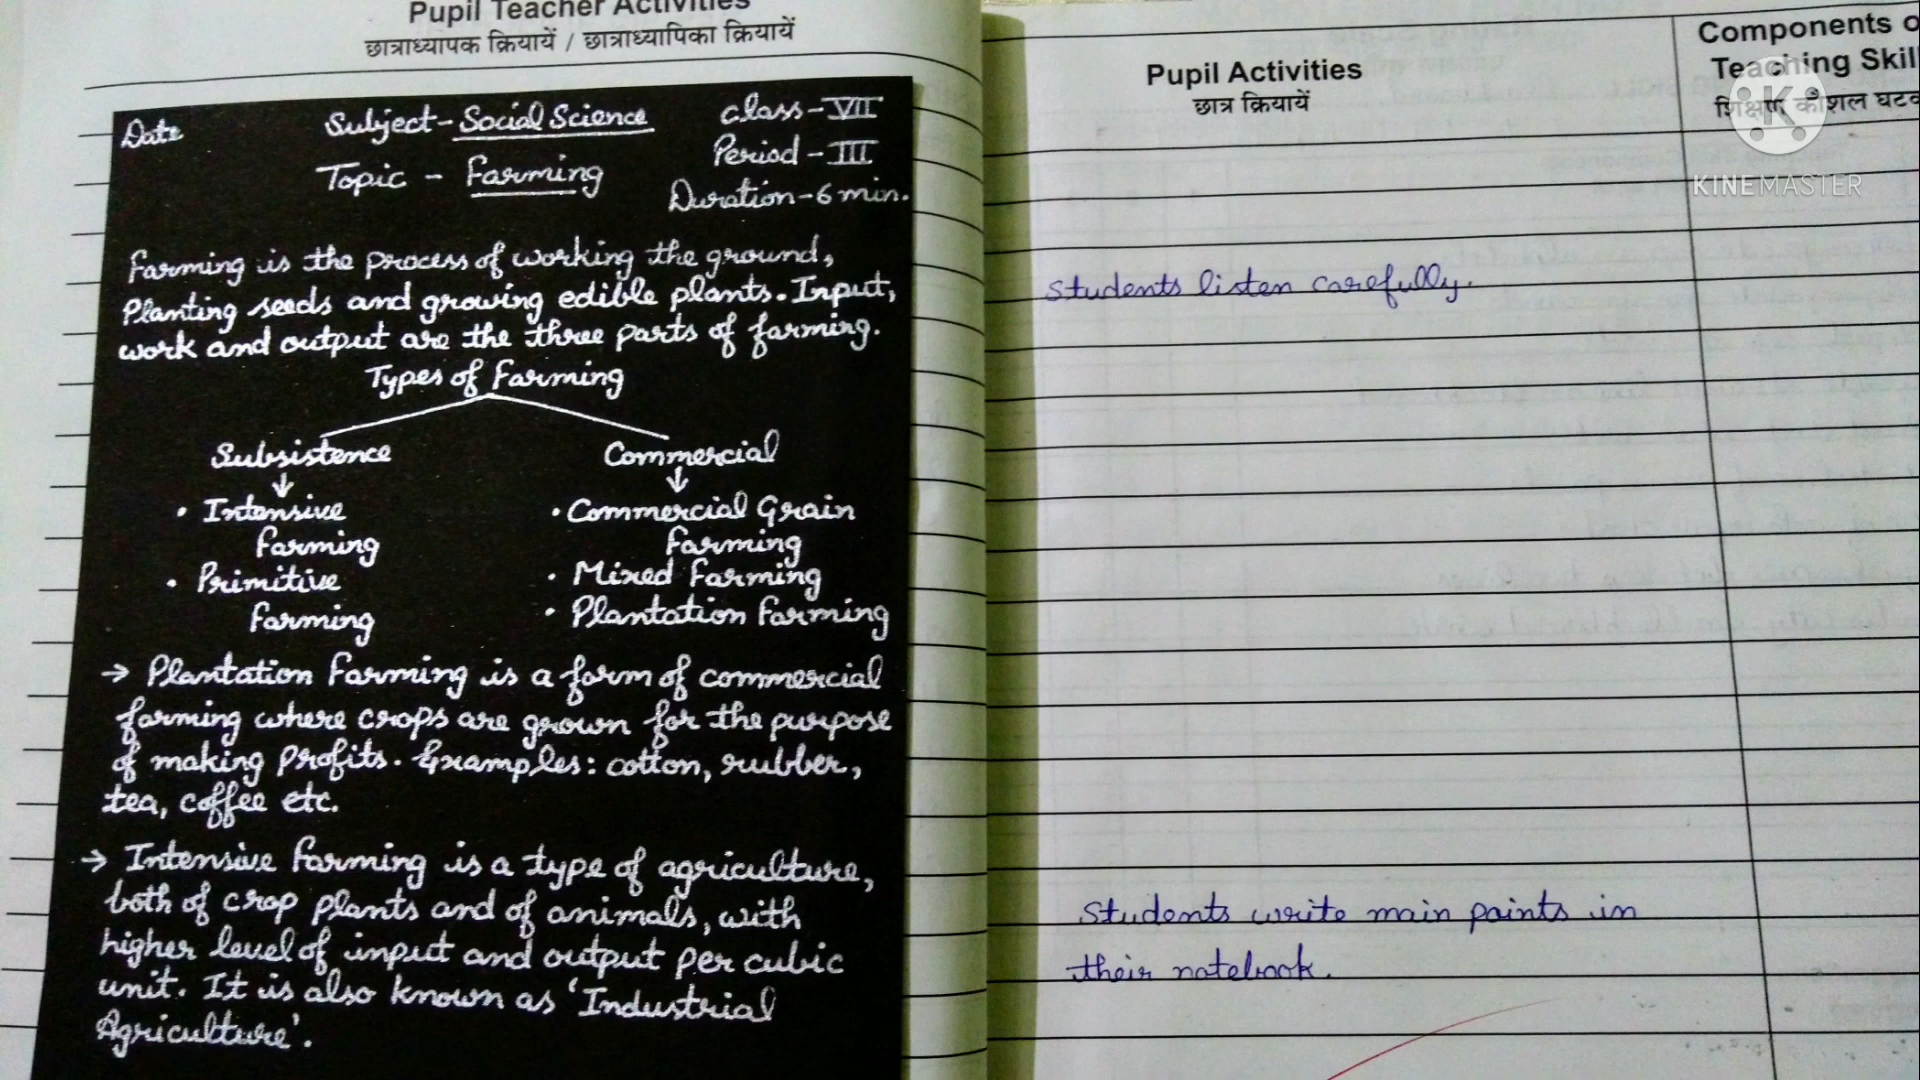 Pupil Teacher Activities
छात्राध्यापक क्रियायें / छात्राध्यापिका क्रियायें
Date
Subject - Social Science
Class - VII
Period - III
Topic - Farming
Duration - 6 min.
Farming is the process of working the ground,
Planting seeds and growing edible plants. Input,
work and output are the three parts of farming.
Types of Farming
Subsistence
• Intensive
Farming
• Primitive
Farming
Commercial
• Commercial Grain
Farming
• Mixed Farming
• Plantation Farming
→ Plantation Farming is a form of commercial
farming where crops are grown for the purpose
of making profits. Examples: cotton, rubber,
tea, coffee etc.
→ Intensive Farming is a type of agriculture,
both of crop plants and of animals, with
higher level of input and output per cubic
unit. It is also known as 'Industrial
Agriculture'.
Pupil Activities
छात्र क्रियायें
Students listen carefully.
Students write main points in
their notebook.
Components o
Teaching Skil
शिक्षण कौशल घटक
K
KINEMASTER